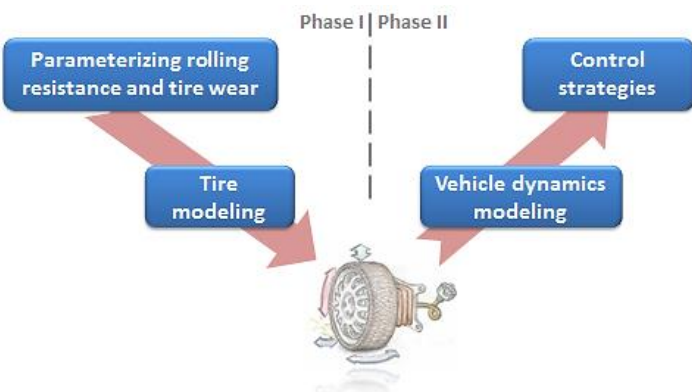 Phase I Phase II
Parameterizing rolling
resistance and tire wear
Control
strategies
Tire
modeling
Vehicle dynamics
modeling